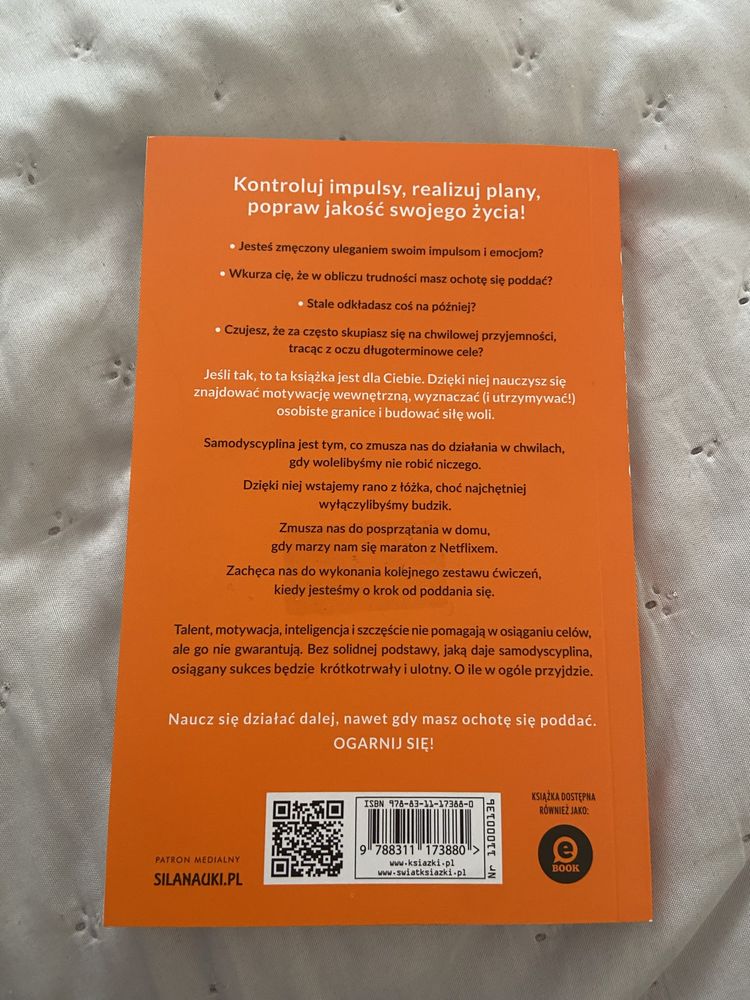 Kontroluj impulsy, realizuj plany,
popraw jakość swojego życia!
• Jesteś zmęczony uleganiem swoim impulsom i emocjom?
• Wkurza cię, że w obliczu trudności masz ochotę się poddać?
• Stale odkładasz coś na później?
• Czujesz, że za często skupiasz się na chwilowej przyjemności,
tracąc z oczu długoterminowe cele?
Jeśli tak, to ta książka jest dla Ciebie. Dzięki niej nauczysz się
znajdować motywację wewnętrzną, wyznaczać (i utrzymywać!)
osobiste granice i budować siłę woli.
Samodyscyplina jest tym, co zmusza nas do działania w chwilach,
gdy wolelibyśmy nie robić niczego.
Dzięki niej wstajemy rano z łóżka, choć najchętniej
wyłączylibyśmy budzik.
Zmusza nas do posprzątania w domu,
gdy marzy nam się maraton z Netflixem.
Zachęca nas do wykonania kolejnego zestawu ćwiczeń,
kiedy jesteśmy o krok od poddania się.
Talent, motywacja, inteligencja i szczęście nie pomagają w osiąganiu celów,
ale go nie gwarantują. Bez solidnej podstawy, jaką daje samodyscyplina,
osiągany sukces będzie krótkotrwały i ulotny. O ile w ogóle przyjdzie.
Naucz się działać dalej, nawet gdy masz ochotę się poddać.
OGARNIJ SIĘ!
PATRON MEDIALNY
SILANAUKI.PL
ISBN 978-83-11-17388-0
9 788311 173880 >
www.ksiazki.pl
www.swiatksiazki.pl
Nr 11000136
KSIĄŻKA DOSTĘPNA
RÓWNIEŻ JAKO:
e
BOOK